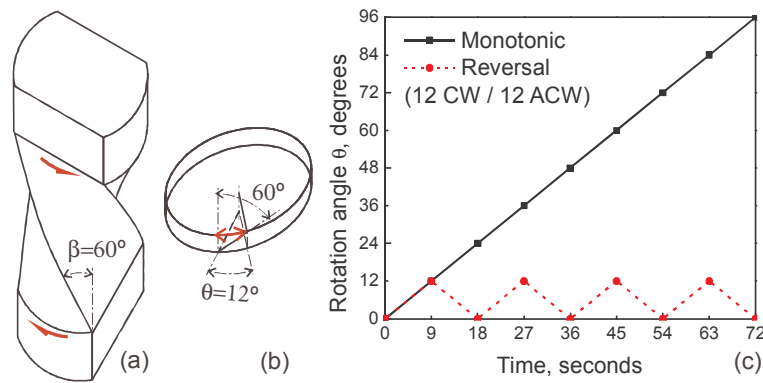 β=60º
(a)
60º
θ=12º
(b)
Rotation angle θ, degrees
96
84
72
60
48
36
24
12
0
Monotonic
Reversal
(12 CW / 12 ACW)
0 9 18 27 36 45 54 63 72
Time, seconds
(c)